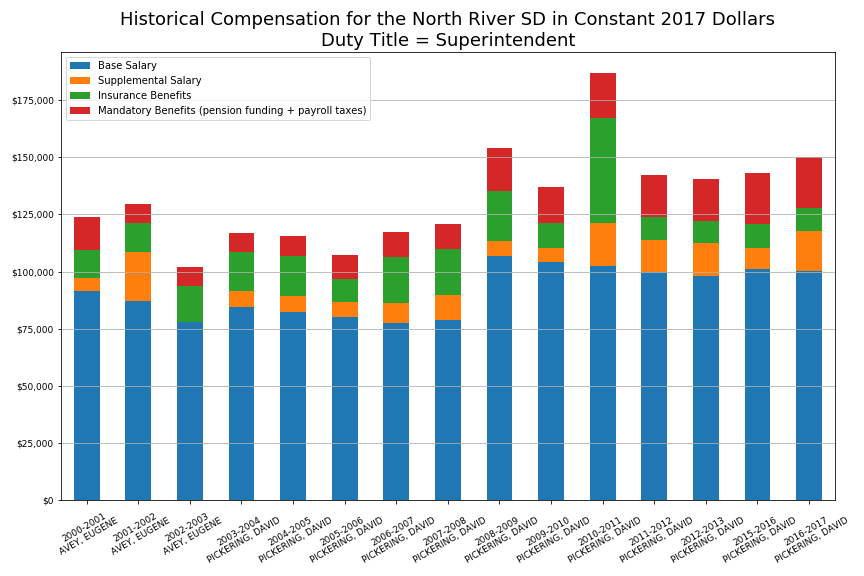 Historical Compensation for the North River SD in Constant 2017 Dollars
Duty Title = Superintendent
Base Salary
Supplemental Salary
Insurance Benefits
Mandatory Benefits (pension funding + payroll taxes)
$175,000
$150,000
$125,000
$100,000
$75,000
$50,000
$25,000
$0
2000-2001
AVEY, EUGENE
2001-2002
AVEY, EUGENE
2002-2003
AVEY, EUGENE
2003-2004
PICKERING, DAVID
2004-2005
PICKERING, DAVID
2005-2006
PICKERING, DAVID
2006-2007
PICKERING, DAVID
2007-2008
PICKERING, DAVID
2008-2009
PICKERING, DAVID
2009-2010
PICKERING, DAVID
2010-2011
PICKERING, DAVID
2011-2012
PICKERING, DAVID
2012-2013
PICKERING, DAVID
2015-2016
PICKERING, DAVID
2016-2017
PICKERING, DAVID